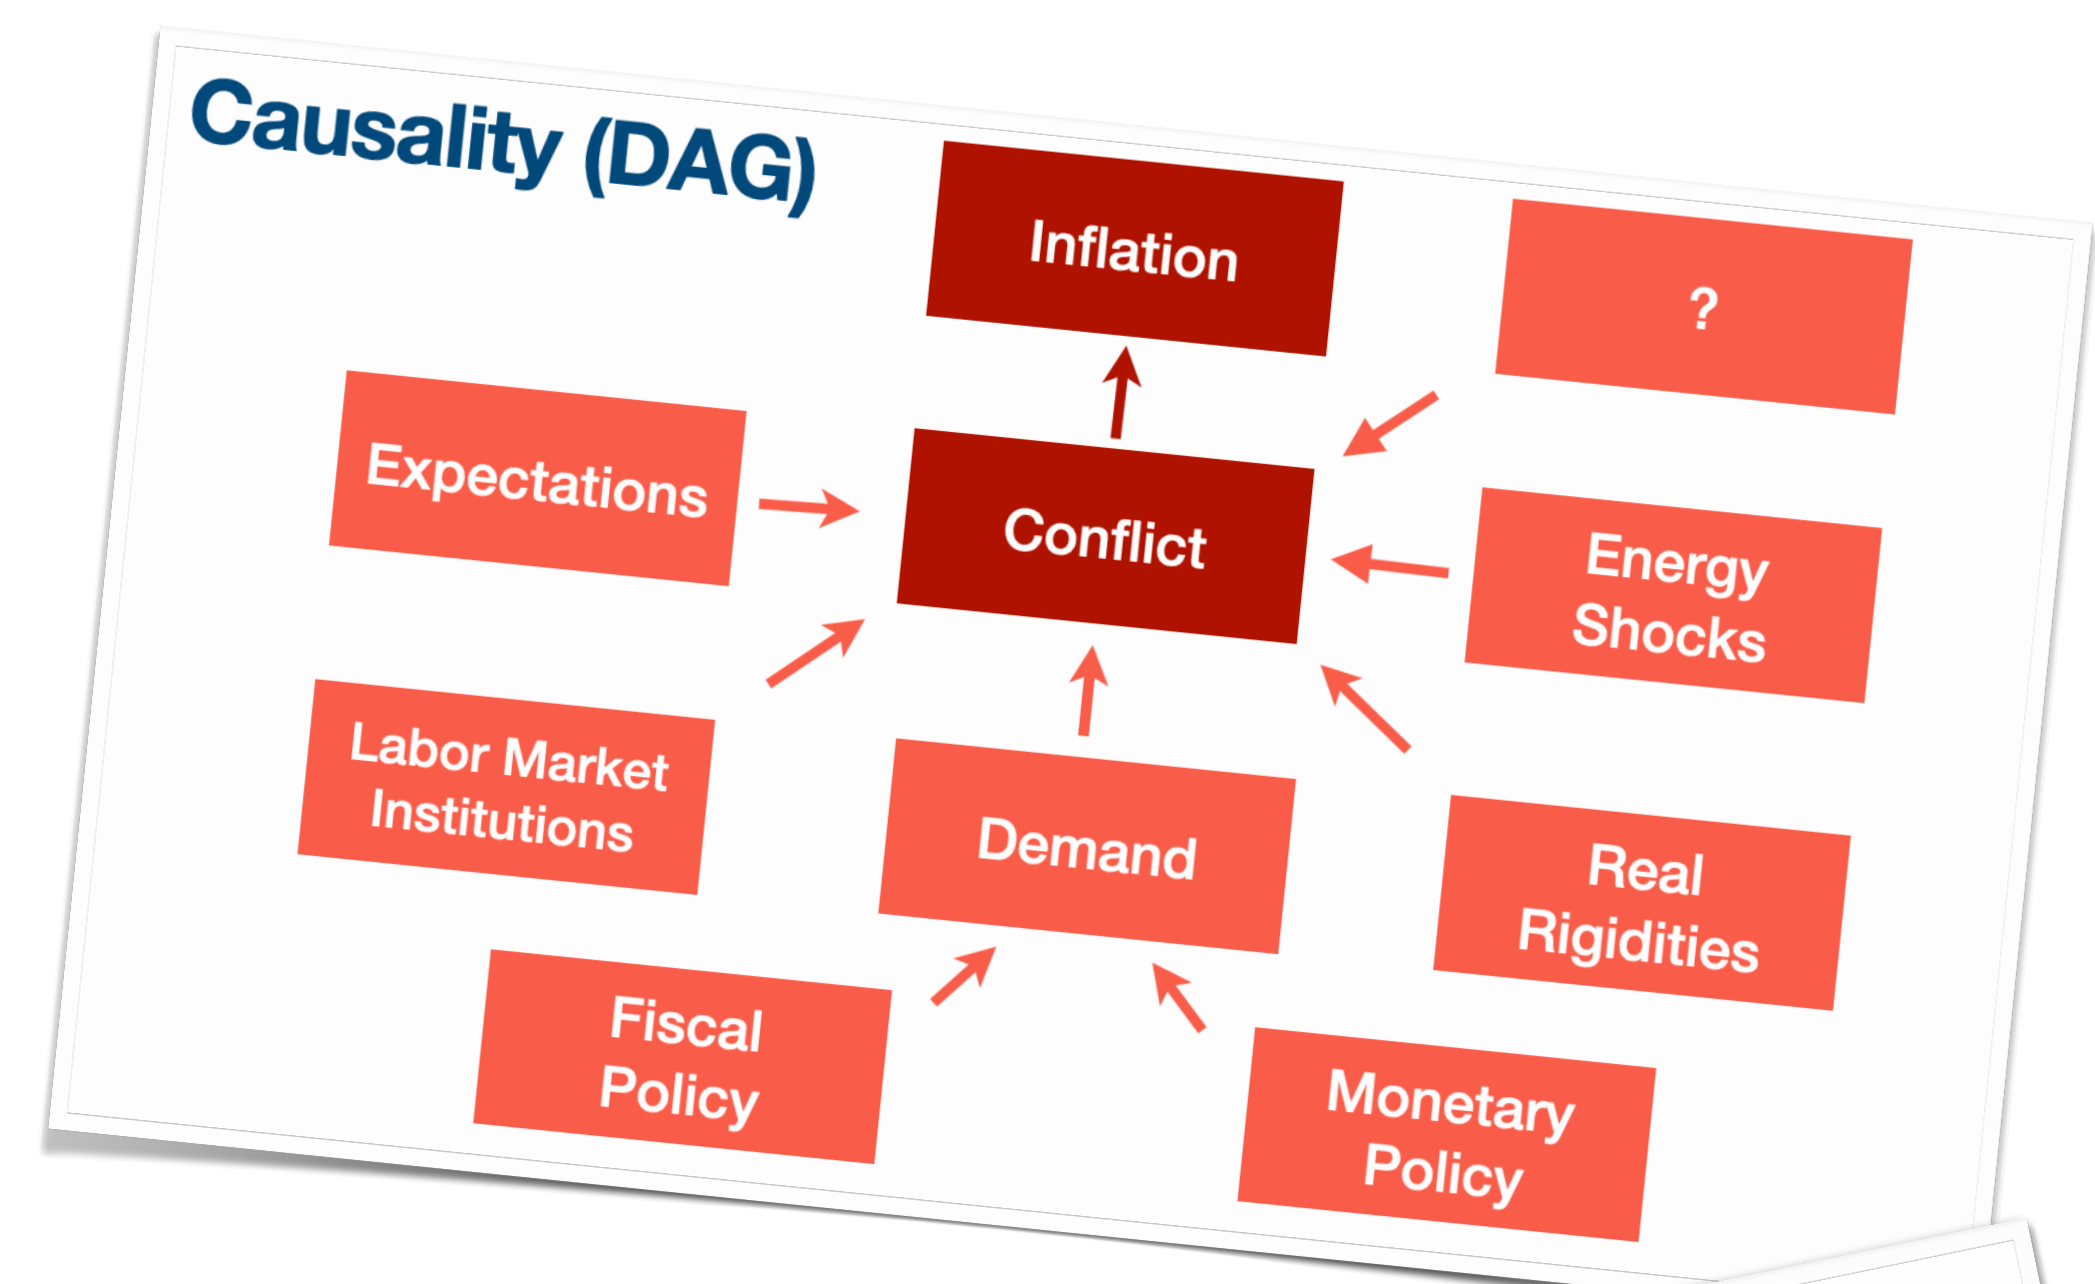 Causality (DAG)
Inflation
?
Expectations
Conflict
Energy
Shocks
Labor Market
Institutions
Demand
Real
Rigidities
Fiscal
Policy
Monetary
Policy